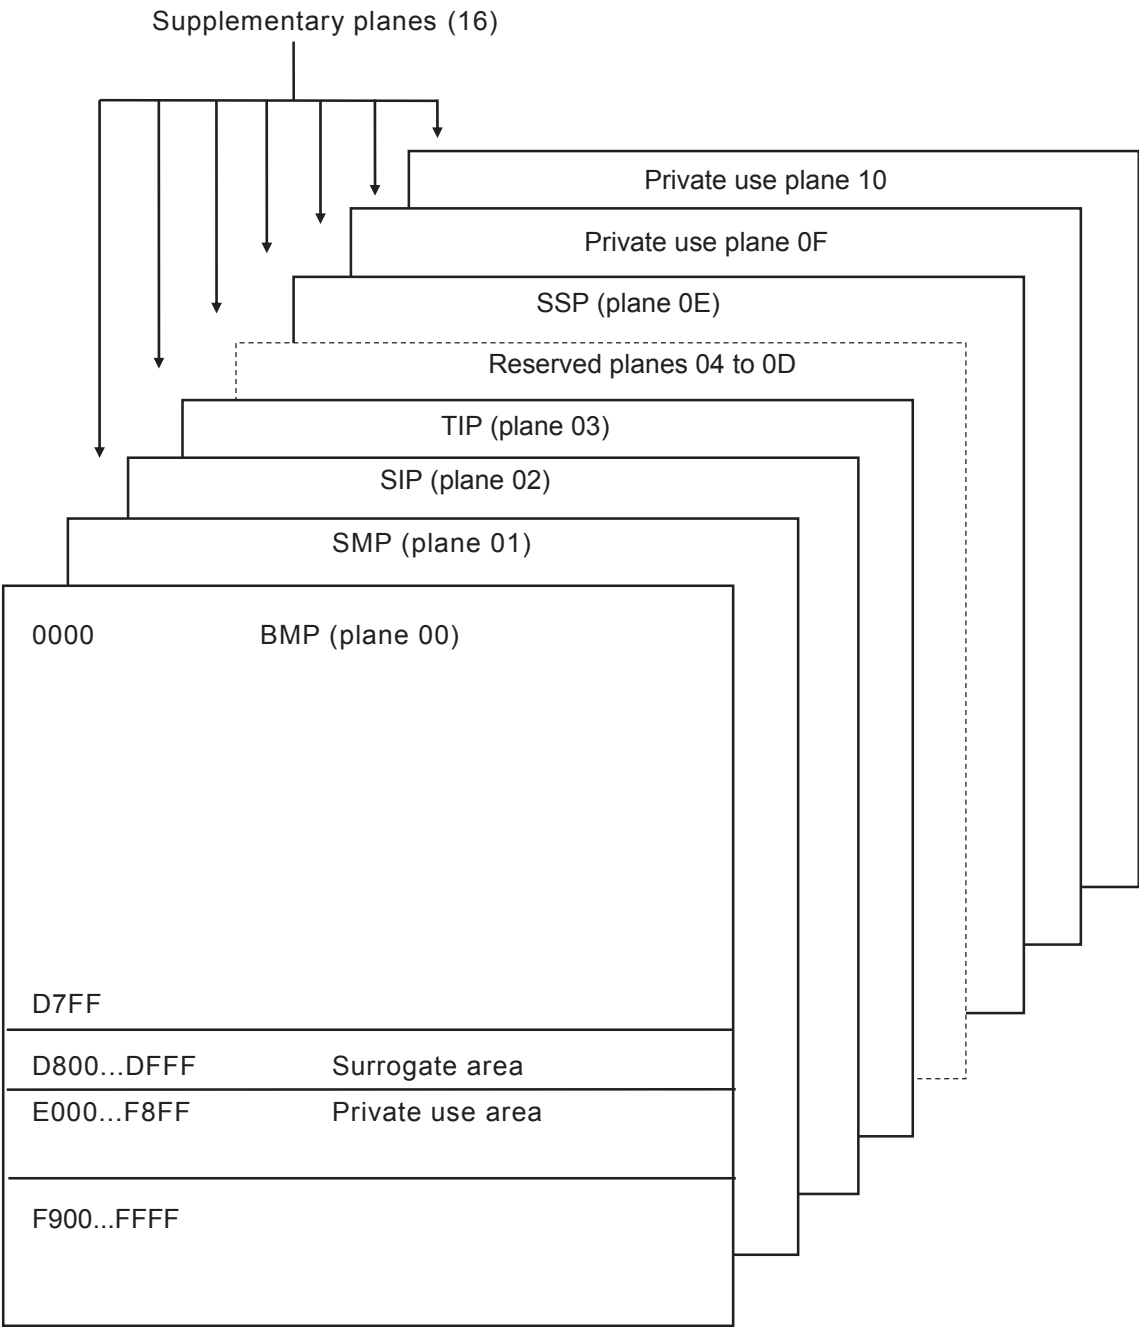 Supplementary planes (16)
Private use plane 10
Private use plane 0F
SSP (plane 0E)
Reserved planes 04 to 0D
TIP (plane 03)
SIP (plane 02)
SMP (plane 01)
0000 BMP (plane 00)
D7FF
D800...DFFF Surrogate area
E000...F8FF Private use area
F900...FFFF